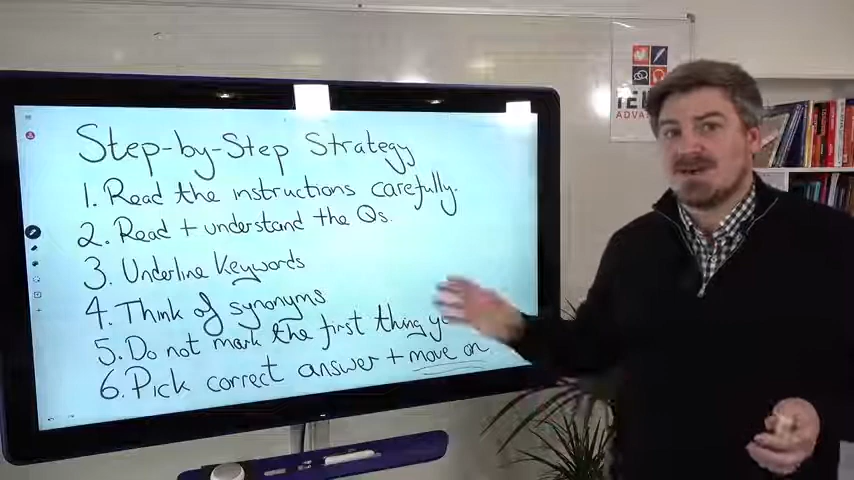 Step-by-Step Strategy
1. Read the instructions carefully.
2. Read + understand the Qs.
3. Underline Keywords
4. Think of synonyms
5. Do not mark the first thing
6. Pick correct answer + move on